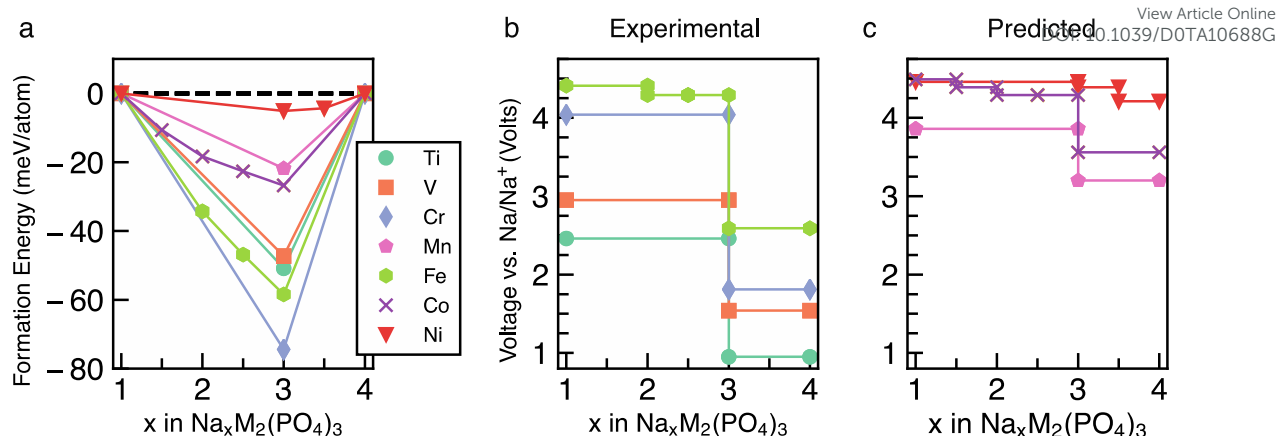 View Article Online
DOI: 10.1039/D0TA10688G
a
Formation Energy (meV/atom)
0
−20
−40
−60
−80
1 2 3 4
x in NaxM2(PO4)3
Ti
V
Cr
Mn
Fe
Co
Ni
b Experimental
Voltage vs. Na/Na+ (Volts)
4
3
2
1
1 2 3 4
x in NaxM2(PO4)3
c Predicted
4
3
2
1
1 2 3 4
x in NaxM2(PO4)3